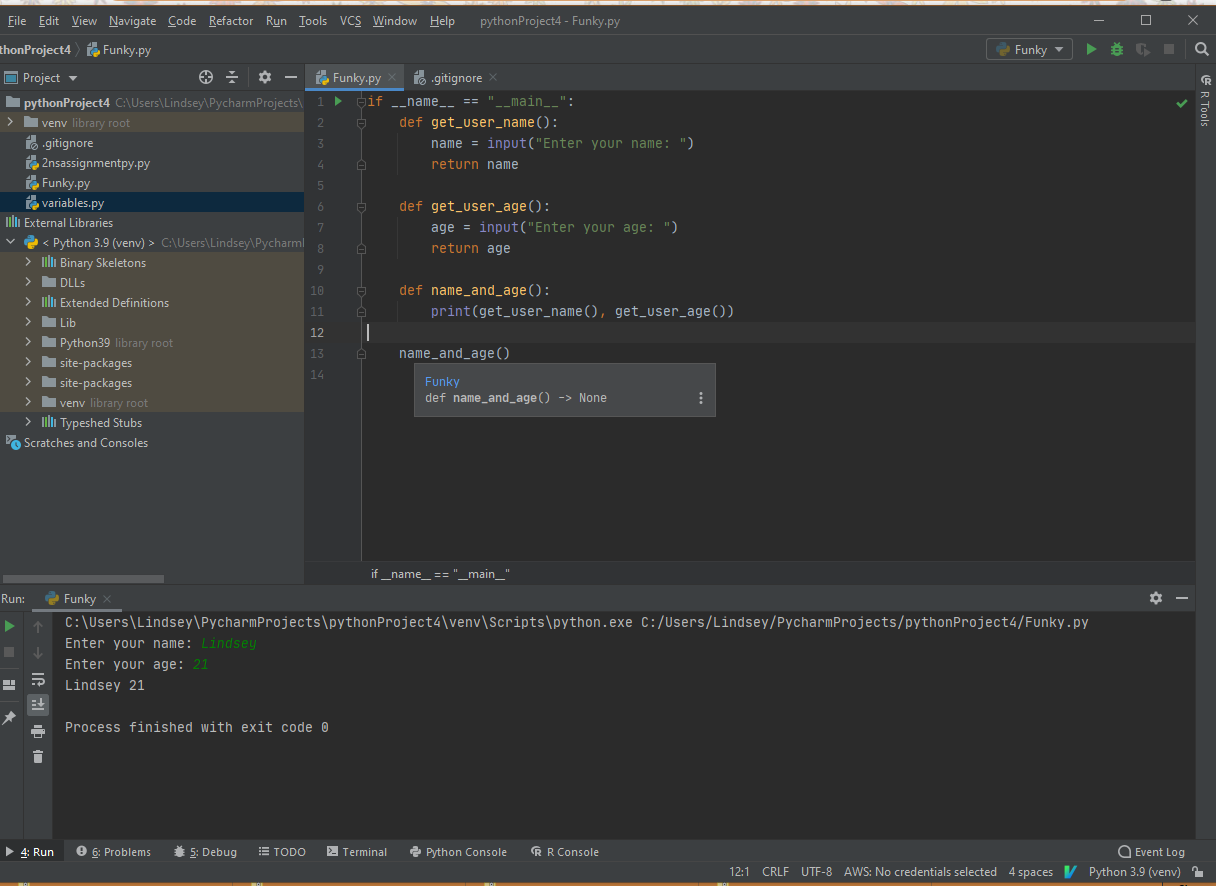 File Edit View Navigate Code Refactor Run Tools VCS Window Help pythonProject4 - Funky.py
thonProject4 Funky.py Funky
Project Funky.py .gitignore
pythonProject4 C:\Users\Lindsey\PycharmProjects\
venv library root
.gitignore
2nsassignmentpy.py
Funky.py
variables.py
External Libraries
< Python 3.9 (venv) > C:\Users\Lindsey\Pycharml
Binary Skeletons
DLLs
Extended Definitions
Lib
Python39 library root
site-packages
site-packages
venv library root
Typeshed Stubs
Scratches and Consoles
1 if __name__ == "__main__":
2 def get_user_name():
3 name = input("Enter your name: ")
4 return name
5
6 def get_user_age():
7 age = input("Enter your age: ")
8 return age
9
10 def name_and_age():
11 print(get_user_name(), get_user_age())
12
13 name_and_age()
14
Funky
def name_and_age() -> None
if __name__ == "__main__"
R Tools
Run: Funky
C:\Users\Lindsey\PycharmProjects\pythonProject4\venv\Scripts\python.exe C:/Users/Lindsey/PycharmProjects/pythonProject4/Funky.py
Enter your name: Lindsey
Enter your age: 21
Lindsey 21
Process finished with exit code 0
4: Run 6: Problems 5: Debug TODO Terminal Python Console R Console Event Log
12:1 CRLF UTF-8 AWS: No credentials selected 4 spaces Python 3.9 (venv)